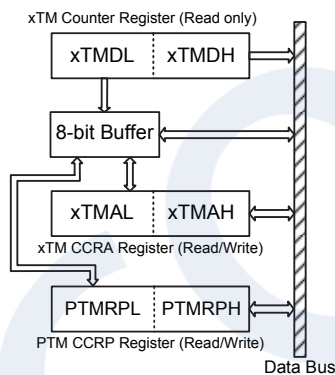 xTM Counter Register (Read only)
xTMDL xTMDH
8-bit Buffer
xTMAL xTMAH
xTM CCRA Register (Read/Write)
PTMRPL PTMRPH
PTM CCRP Register (Read/Write)
Data Bus